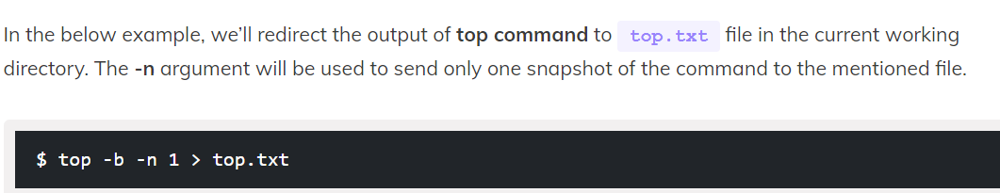 In the below example, we’ll redirect the output of top command to top.txt file in the current working
directory. The -n argument will be used to send only one snapshot of the command to the mentioned file.
$ top -b -n 1 > top.txt